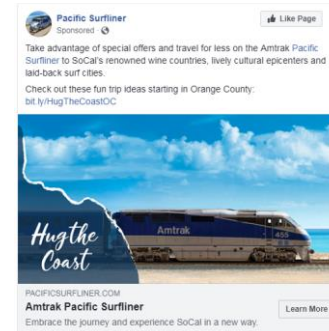 Pacific Surfliner
Sponsored ·
Like Page
Take advantage of special offers and travel for less on the Amtrak Pacific
Surfliner to SoCal's renowned wine countries, lively cultural epicenters and
laid-back surf cities.
Check out these fun trip ideas starting in Orange County:
bit.ly/HugTheCoastOC
Hug the
Coast
Amtrak
455
PACIFICSURFLINER.COM
Amtrak Pacific Surfliner
Learn More
Embrace the journey and experience SoCal in a new way.